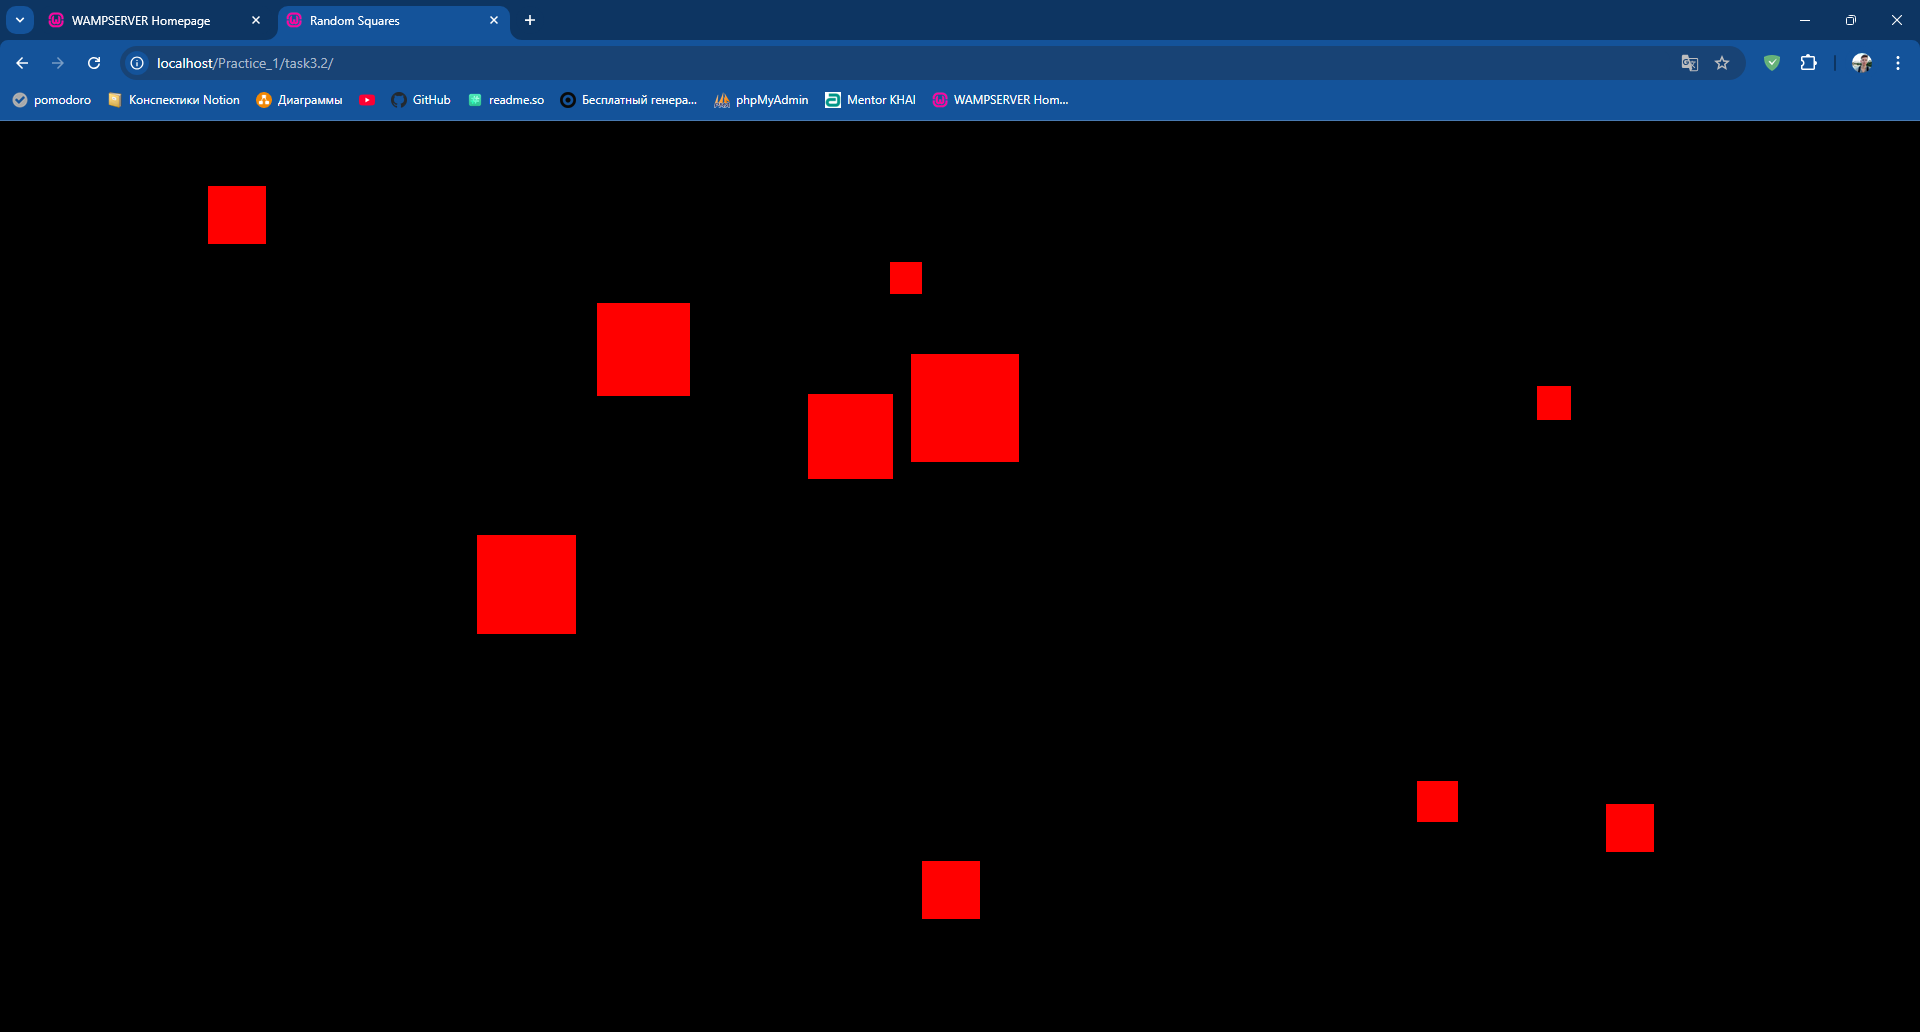 WAMPSERVER Homepage
Random Squares
localhost/Practice_1/task3.2/
pomodoro
Конспектики Notion
Диаграммы
GitHub
readme.so
Бесплатный генера...
phpMyAdmin
Mentor KHAI
WAMPSERVER Hom...